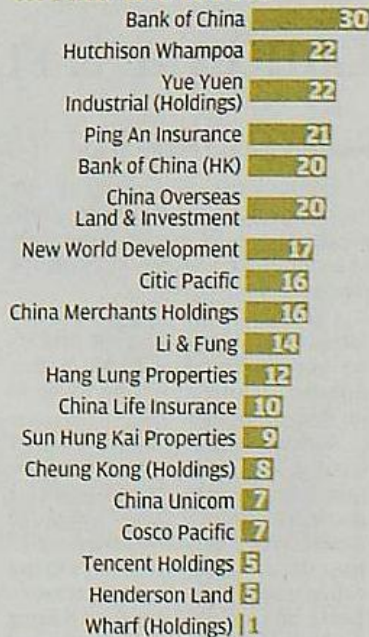 Bank of China 30
Hutchison Whampoa 22
Yue Yuen
Industrial (Holdings) 22
Ping An Insurance 21
Bank of China (HK) 20
China Overseas
Land & Investment 20
New World Development 17
Citic Pacific 16
China Merchants Holdings 16
Li & Fung 14
Hang Lung Properties 12
China Life Insurance 10
Sun Hung Kai Properties 9
Cheung Kong (Holdings) 8
China Unicom 7
Cosco Pacific 7
Tencent Holdings 5
Henderson Land 5
Wharf (Holdings) 1